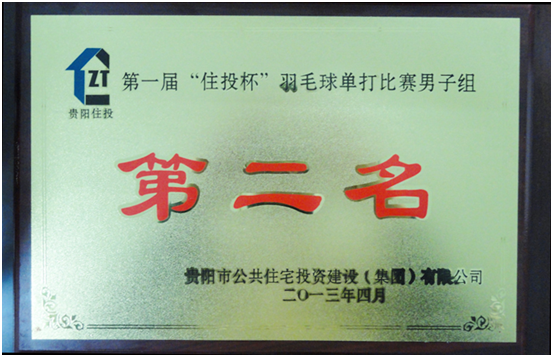 ZT
贵阳住投
第一届“住投杯”羽毛球单打比赛男子组
第二名
贵阳市公共住宅投资建设(集团)有限公司
二〇一三年四月